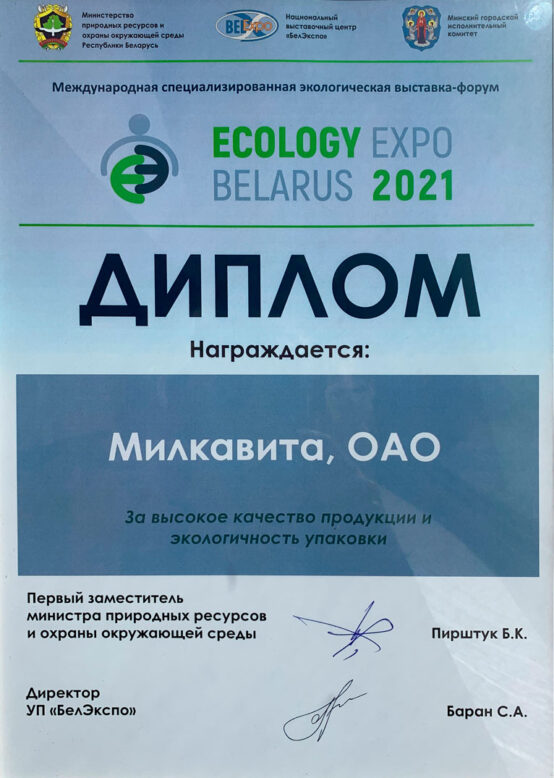 Министерство
природных ресурсов и
охраны окружающей среды
Республики Беларусь
БЕЛEXPO
Национальный
выставочный центр
«БелЭкспо»
Минский городской
исполнительный
комитет
Международная специализированная экологическая выставка-форум
ECOLOGY EXPO
BELARUS 2021
ДИПЛОМ
Награждается:
Милкавита, ОАО
За высокое качество продукции и
экологичность упаковки
Первый заместитель
министра природных ресурсов
и охраны окружающей среды
Пирштук Б.К.
Директор
УП «БелЭкспо»
Баран С.А.